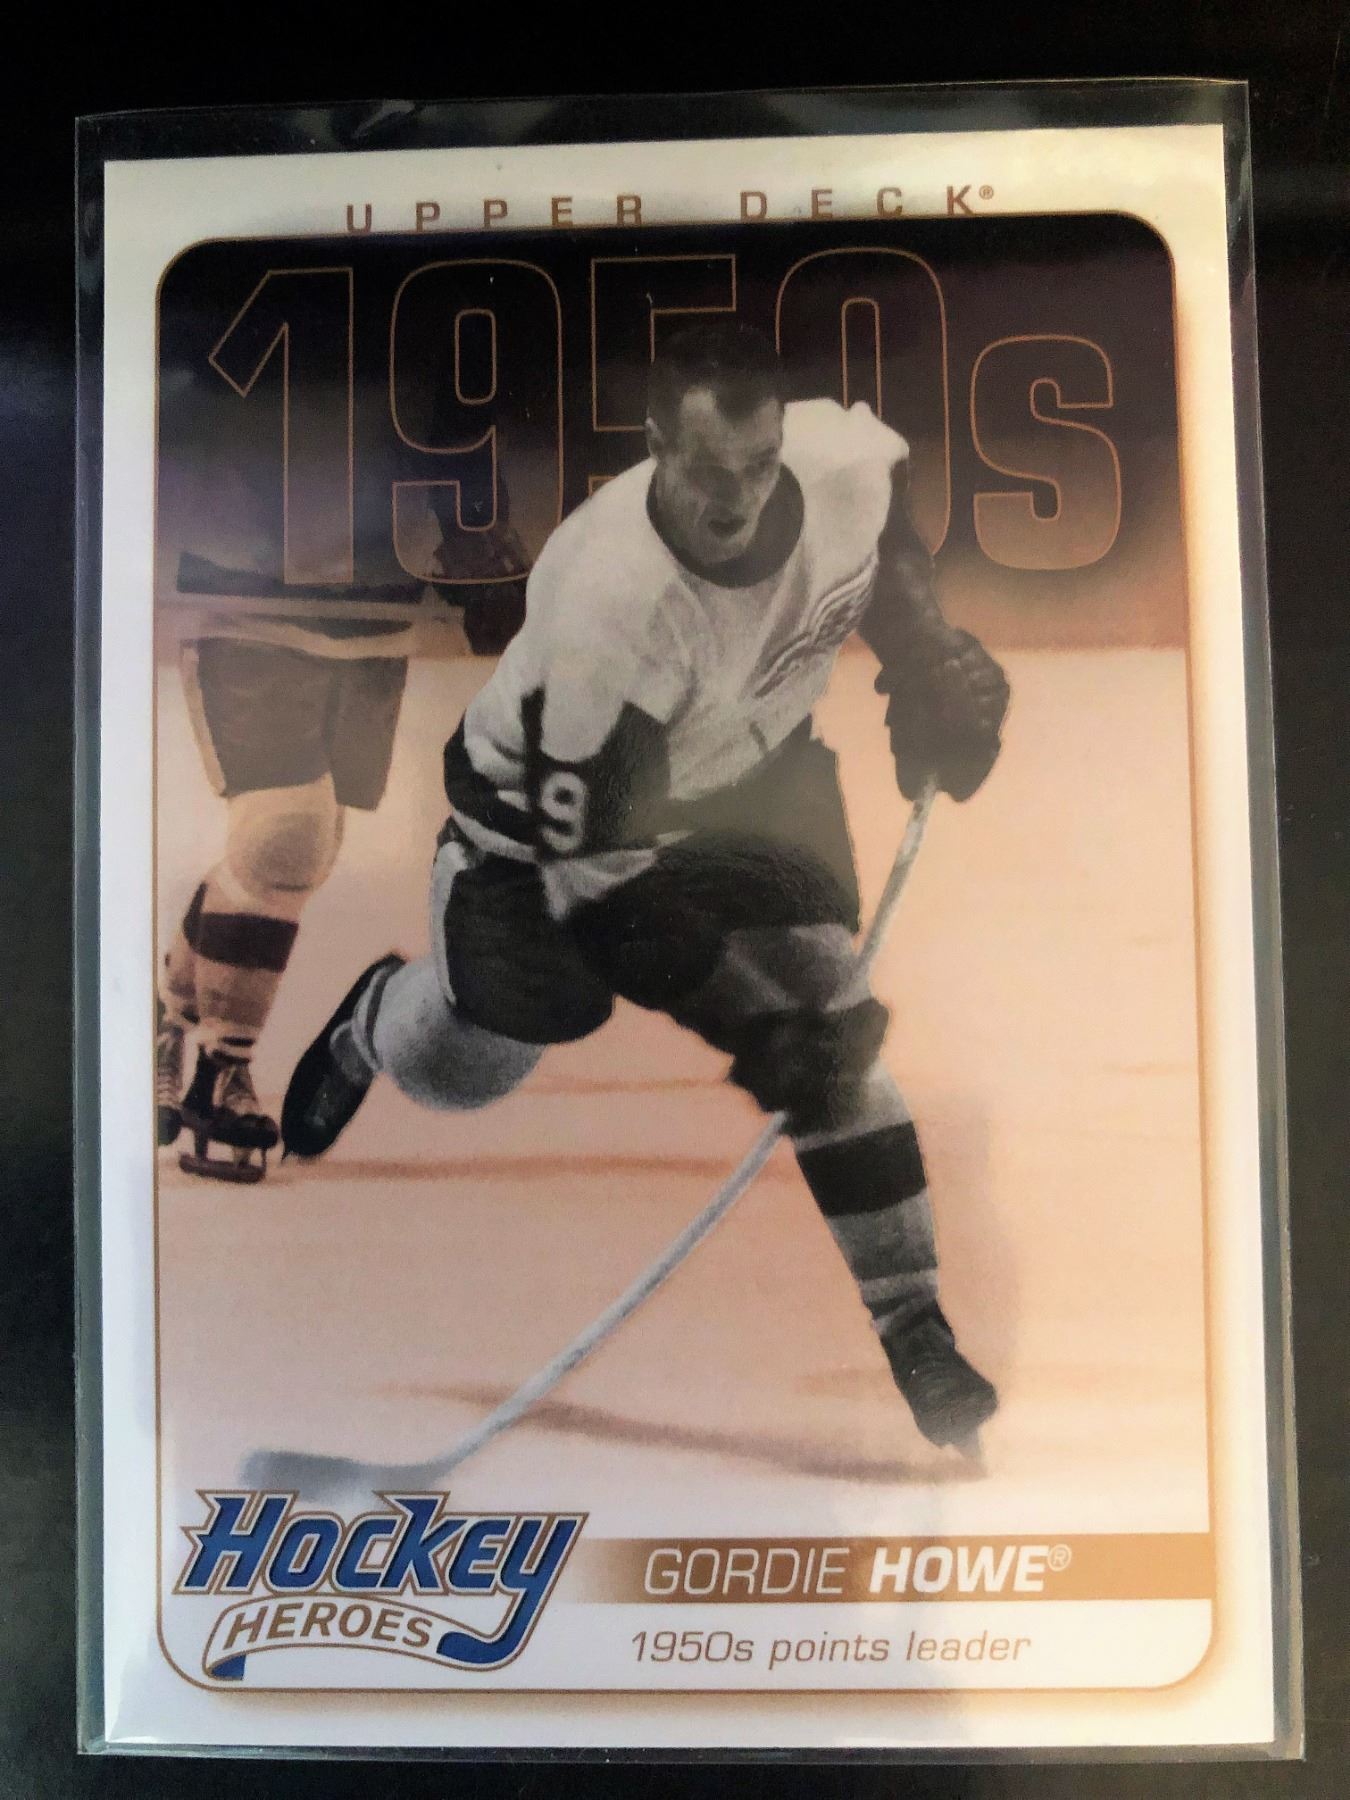 UPPER DECK®
1950s
9
Hockey
HEROES
GORDIE HOWE®
1950s points leader